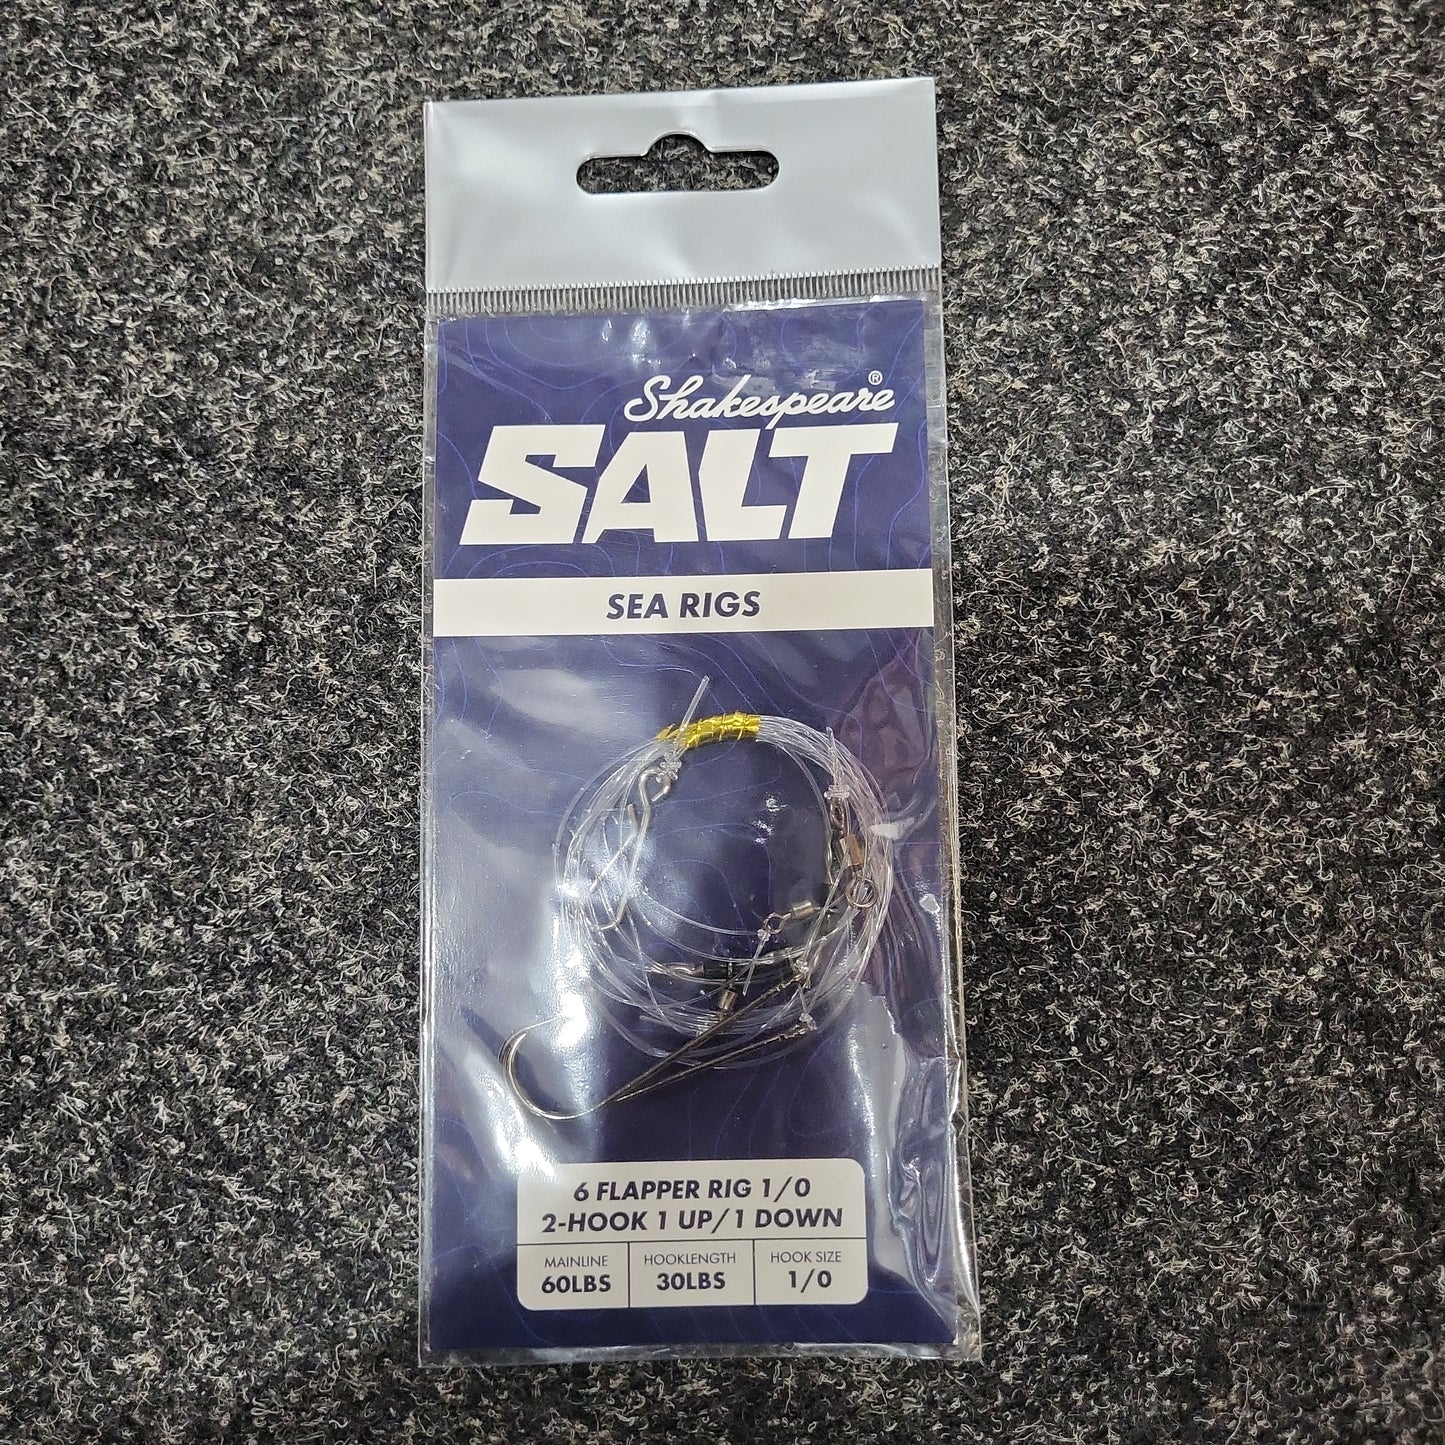 Shakespeare®
SALT
SEA RIGS
6 FLAPPER RIG 1/0
2-HOOK 1 UP/1 DOWN
MAINLINE HOOKLENGTH HOOK SIZE
60LBS 30LBS 1/0